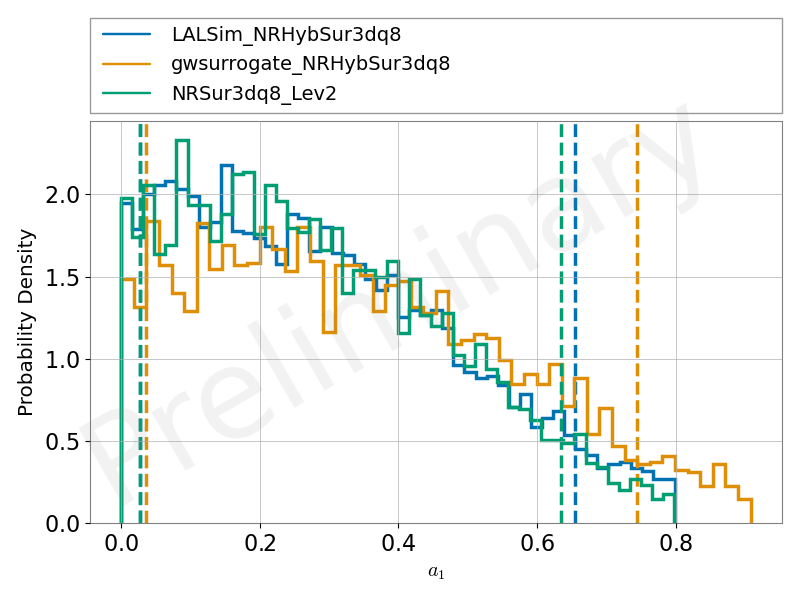 LALSim_NRHybSur3dq8
gwsurrogate_NRHybSur3dq8
NRSur3dq8_Lev2
Preliminary
Probability Density
2.0
1.5
1.0
0.5
0.0
0.0 0.2 0.4 0.6 0.8
a₁